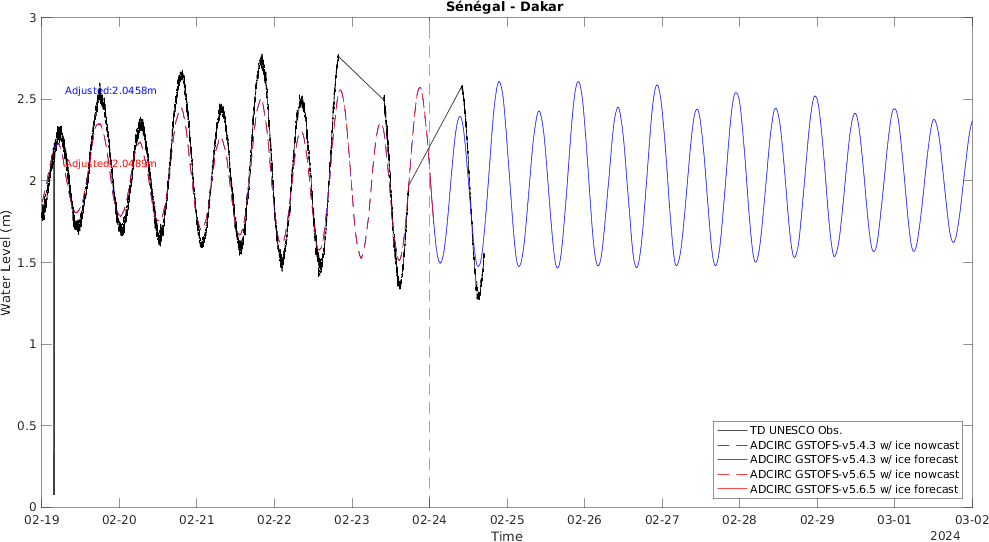 Sénégal - Dakar
3
2.5
2
1.5
1
0.5
0
Water Level (m)
Adjusted:2.0458m
Adjusted:2.0489m
TD UNESCO Obs.
ADCIRC GSTOFS-v5.4.3 w/ ice nowcast
ADCIRC GSTOFS-v5.4.3 w/ ice forecast
ADCIRC GSTOFS-v5.6.5 w/ ice nowcast
ADCIRC GSTOFS-v5.6.5 w/ ice forecast
02-19 02-20 02-21 02-22 02-23 02-24 02-25 02-26 02-27 02-28 02-29 03-01 03-02
Time
2024